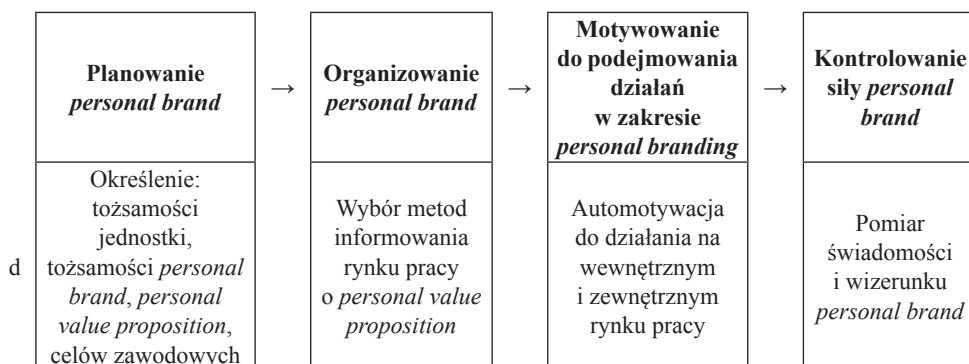 Planowanie
personal brand
→
Organizowanie
personal brand
→
Motywowanie
do podejmowania
działań
w zakresie
personal branding
→
Kontrolowanie
siły personal
brand
d
Określenie:
tożsamości
jednostki,
tożsamości personal
brand, personal
value proposition,
celów zawodowych
Wybór metod
informowania
rynku pracy
o personal value
proposition
Automotywacja
do działania na
wewnętrznym
i zewnętrznym
rynku pracy
Pomiar
świadomości
i wizerunku
personal brand